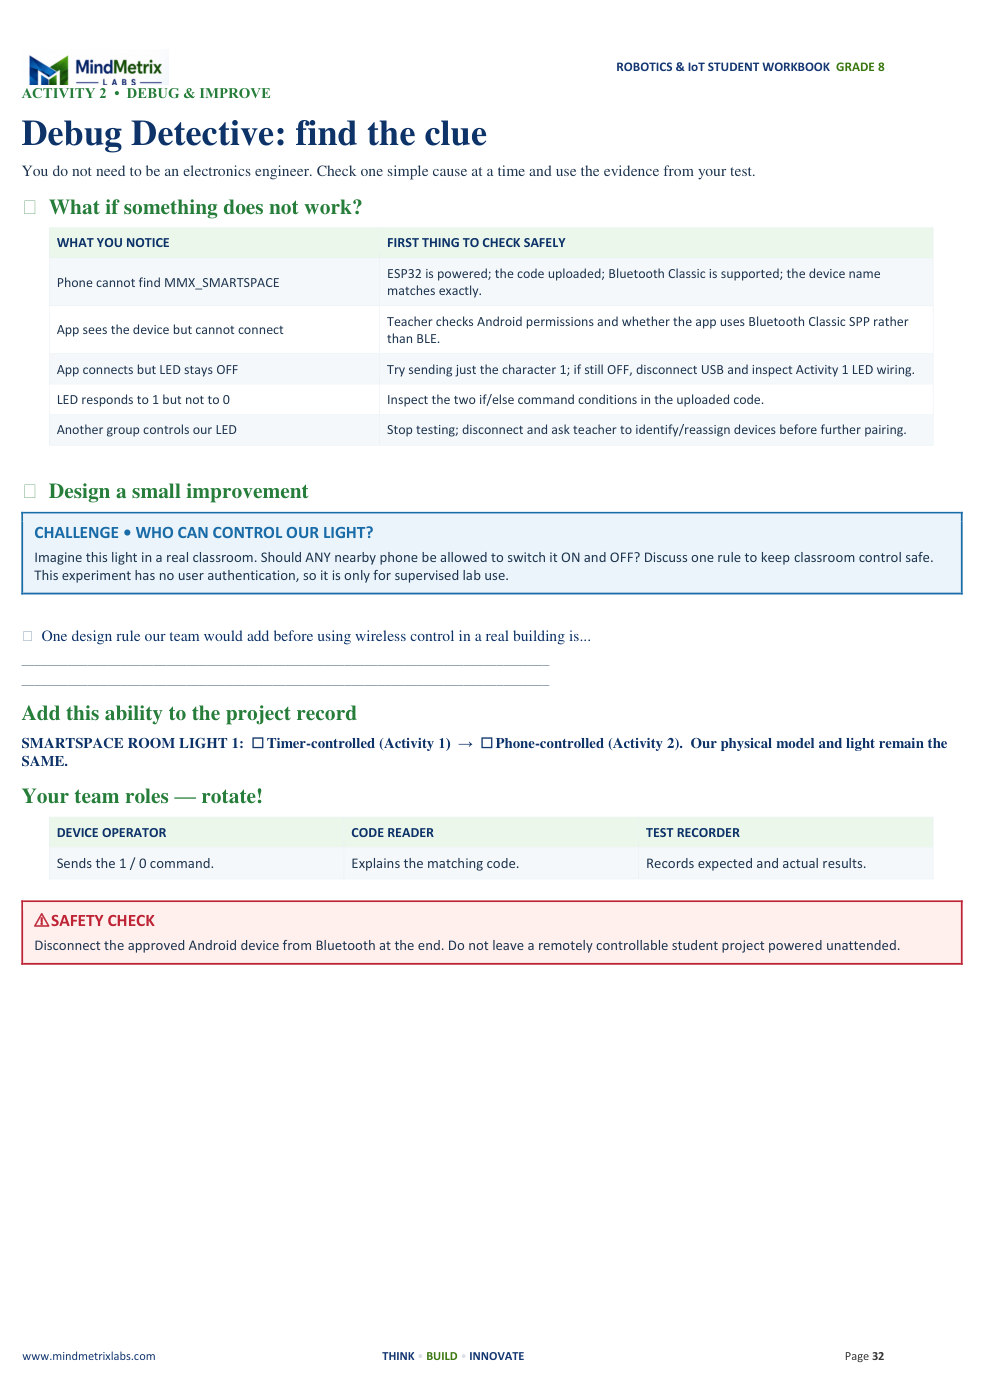 MindMetrix
LABS
ROBOTICS & IoT STUDENT WORKBOOK GRADE 8
ACTIVITY 2 • DEBUG & IMPROVE
Debug Detective: find the clue
You do not need to be an electronics engineer. Check one simple cause at a time and use the evidence from your test.
What if something does not work?
WHAT YOU NOTICE FIRST THING TO CHECK SAFELY
Phone cannot find MMX_SMARTSPACE
ESP32 is powered; the code uploaded; Bluetooth Classic is supported; the device name
matches exactly.
App sees the device but cannot connect
Teacher checks Android permissions and whether the app uses Bluetooth Classic SPP rather
than BLE.
App connects but LED stays OFF Try sending just the character 1; if still OFF, disconnect USB and inspect Activity 1 LED wiring.
LED responds to 1 but not to 0 Inspect the two if/else command conditions in the uploaded code.
Another group controls our LED Stop testing; disconnect and ask teacher to identify/reassign devices before further pairing.
Design a small improvement
CHALLENGE • WHO CAN CONTROL OUR LIGHT?
Imagine this light in a real classroom. Should ANY nearby phone be allowed to switch it ON and OFF? Discuss one rule to keep classroom control safe.
This experiment has no user authentication, so it is only for supervised lab use.
One design rule our team would add before using wireless control in a real building is...
Add this ability to the project record
SMARTSPACE ROOM LIGHT 1: ☐ Timer-controlled (Activity 1) → ☐ Phone-controlled (Activity 2). Our physical model and light remain the
SAME.
Your team roles — rotate!
DEVICE OPERATOR CODE READER TEST RECORDER
Sends the 1 / 0 command. Explains the matching code. Records expected and actual results.
⚠SAFETY CHECK
Disconnect the approved Android device from Bluetooth at the end. Do not leave a remotely controllable student project powered unattended.
www.mindmetrixlabs.com THINK • BUILD • INNOVATE Page 32